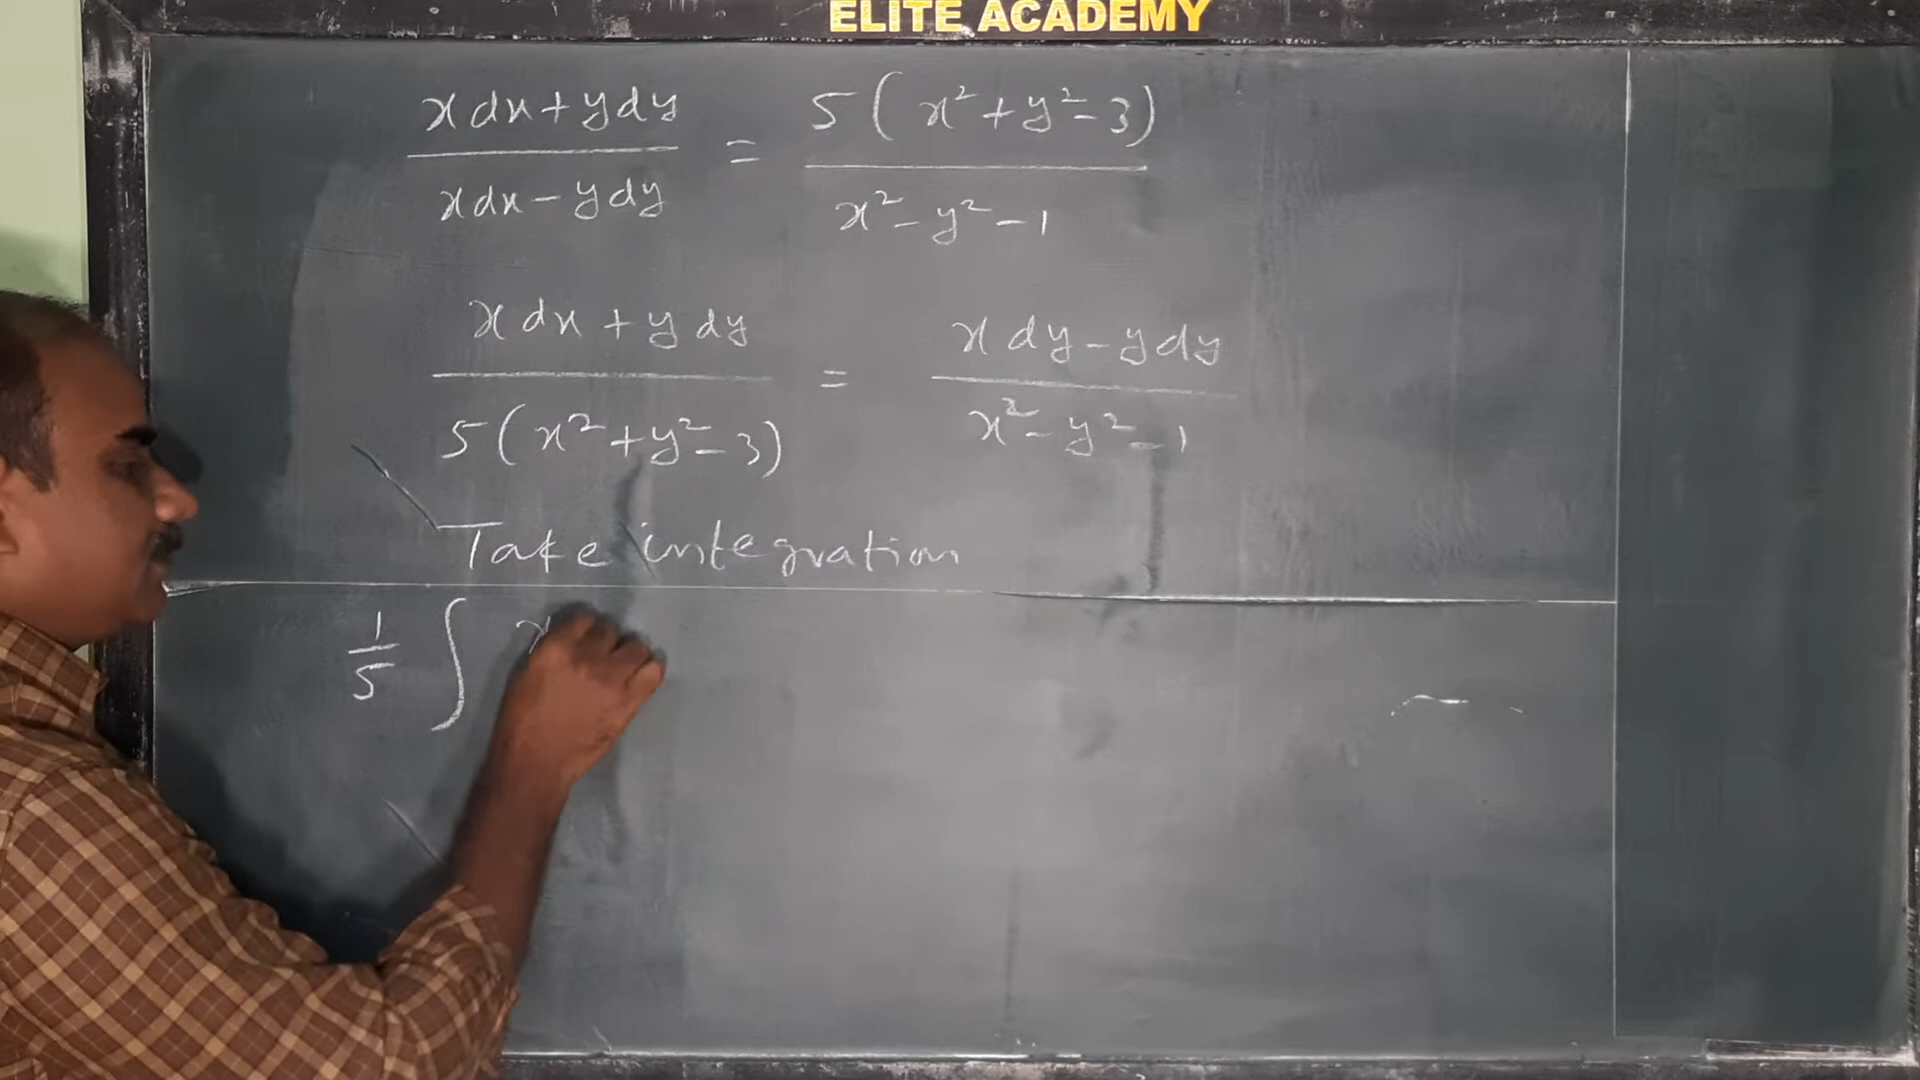 ELITE ACADEMY
x dx + y dy / x dx - y dy = 5 ( x² + y² - 3 ) / x² - y² - 1
x dx + y dy / 5 ( x² + y² - 3 ) = x dy - y dy / x² - y² - 1
Take integration
1/5 ∫ x